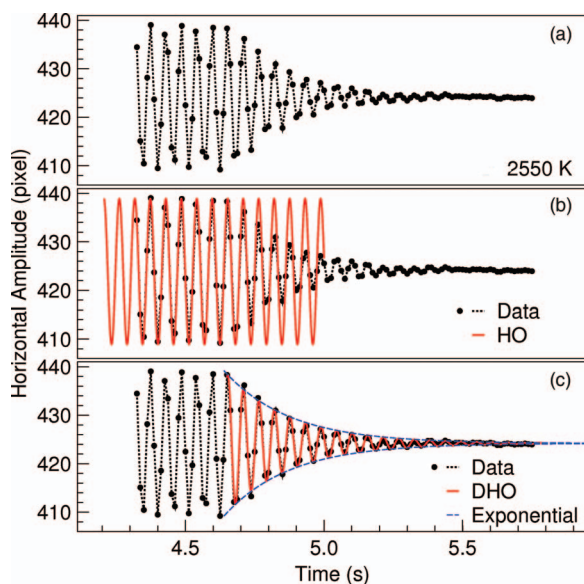 440
430
420
410
(a)
2550 K
Horizontal Amplitude (pixel)
440
430
420
410
(b)
Data
HO
440
430
420
410
(c)
Data
DHO
Exponential
4.5
5.0
5.5
Time (s)